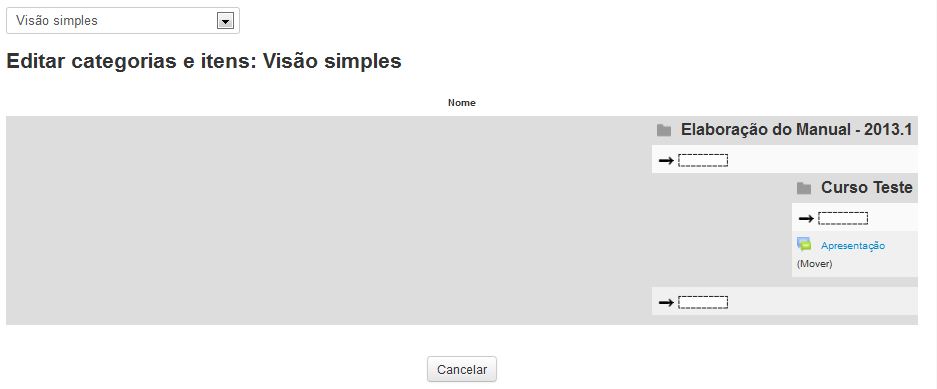 Visão simples
Editar categorias e itens: Visão simples
Nome
Elaboração do Manual - 2013.1
Curso Teste
Apresentação
(Mover)
Cancelar